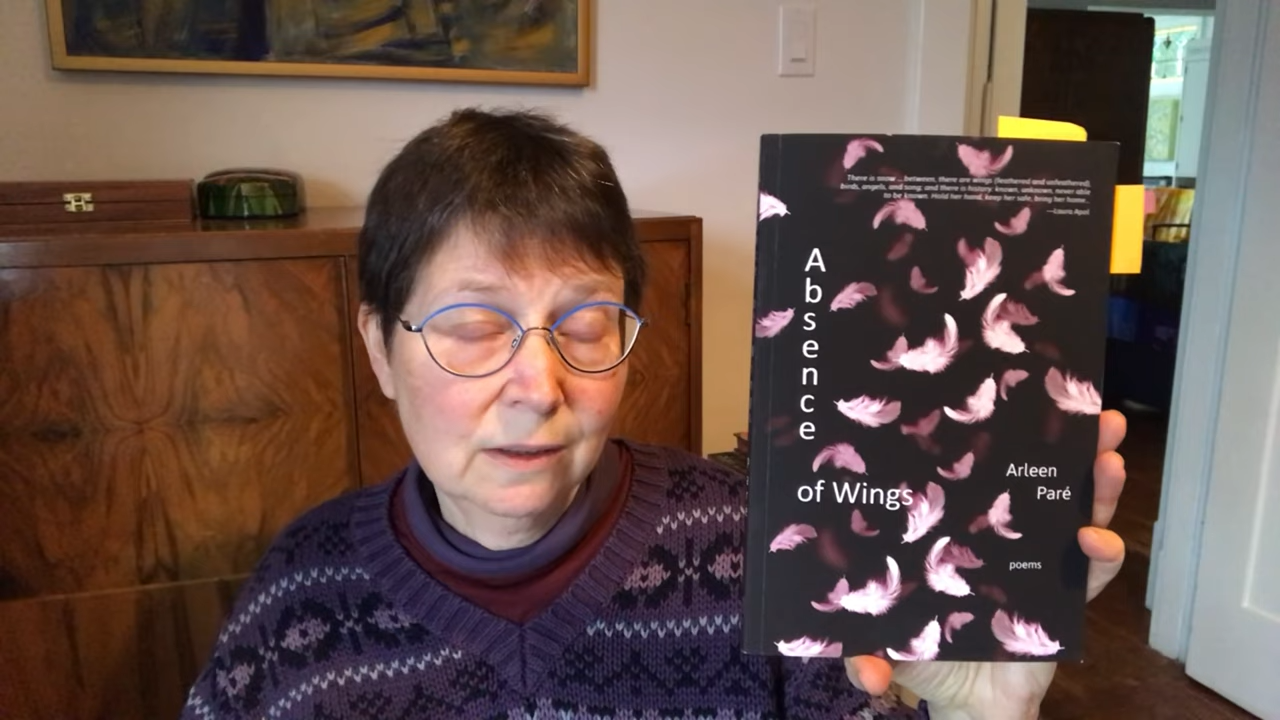 There is snow ... between, there are wings (feathered and unfeathered),
birds, angels, and song; and there is history: known, unknown, never able
to be known. Hold her hand, keep her safe, bring her home...
—Laura Apol
Absence
of Wings
Arleen
Paré
poems